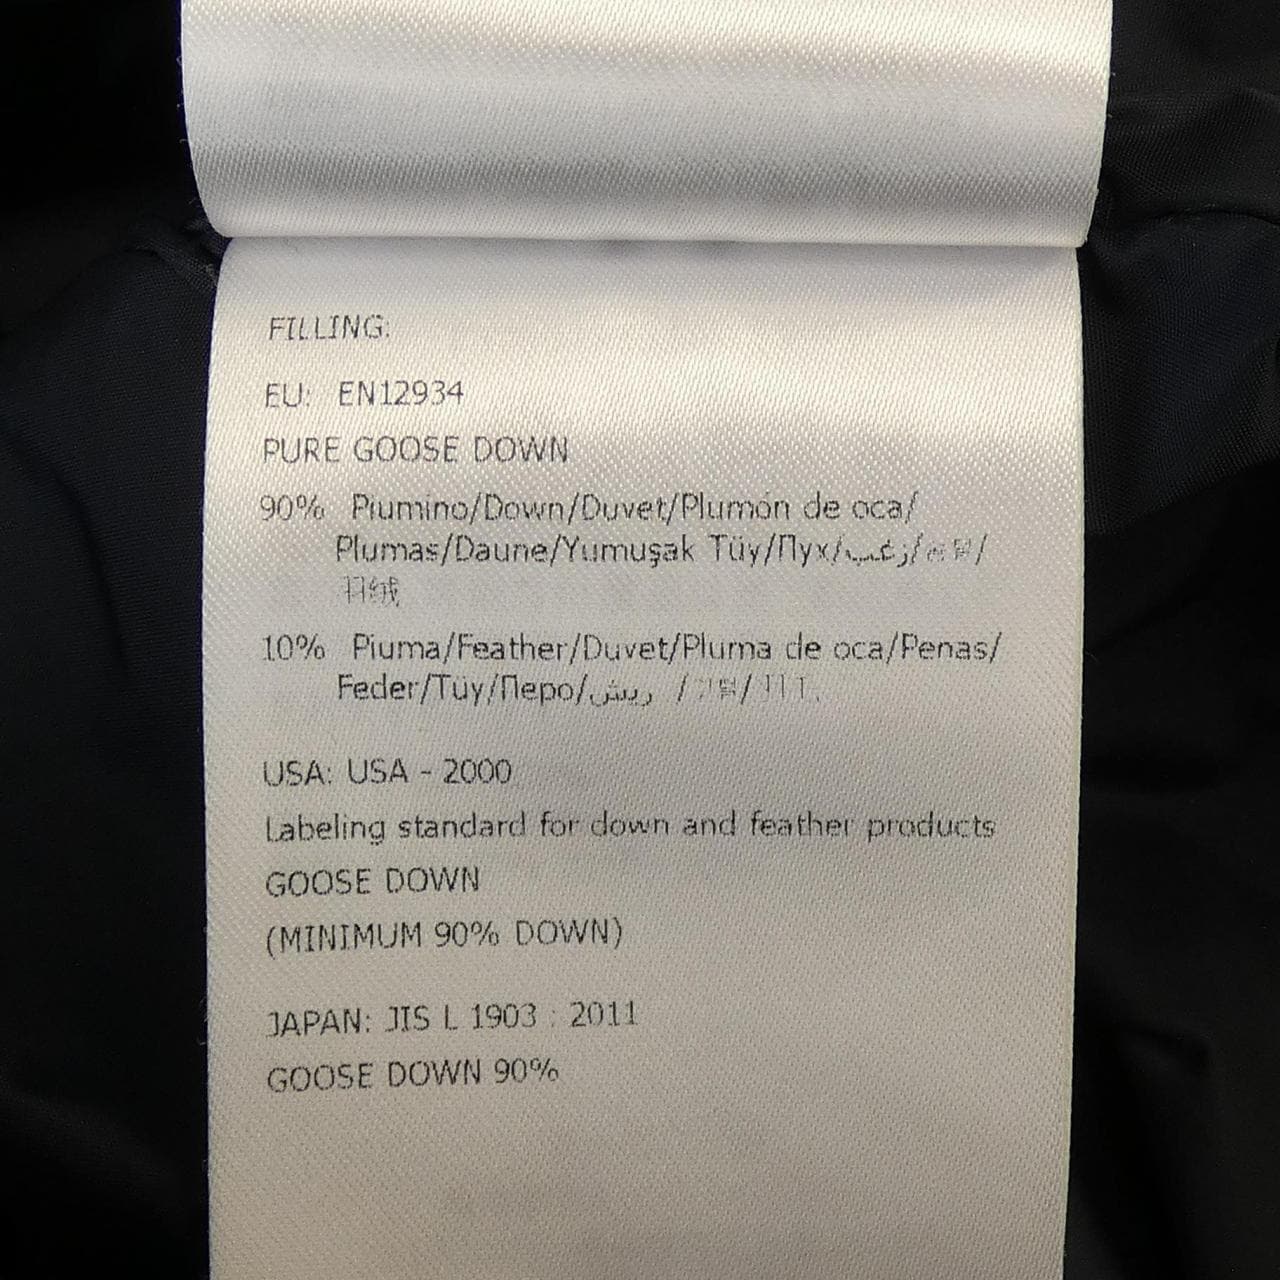 FILLING:
EU: EN12934
PURE GOOSE DOWN
90% Piumino/Down/Duvet/Plumón de oca/
Plumas/Daune/Yumuşak Tüy/Пух/زغب/
羽绒
10% Piuma/Feather/Duvet/Pluma de oca/Penas/
Feder/Tüy/Перо/ريش /
USA: USA - 2000
Labeling standard for down and feather products
GOOSE DOWN
(MINIMUM 90% DOWN)
JAPAN: JIS L 1903 : 2011
GOOSE DOWN 90%